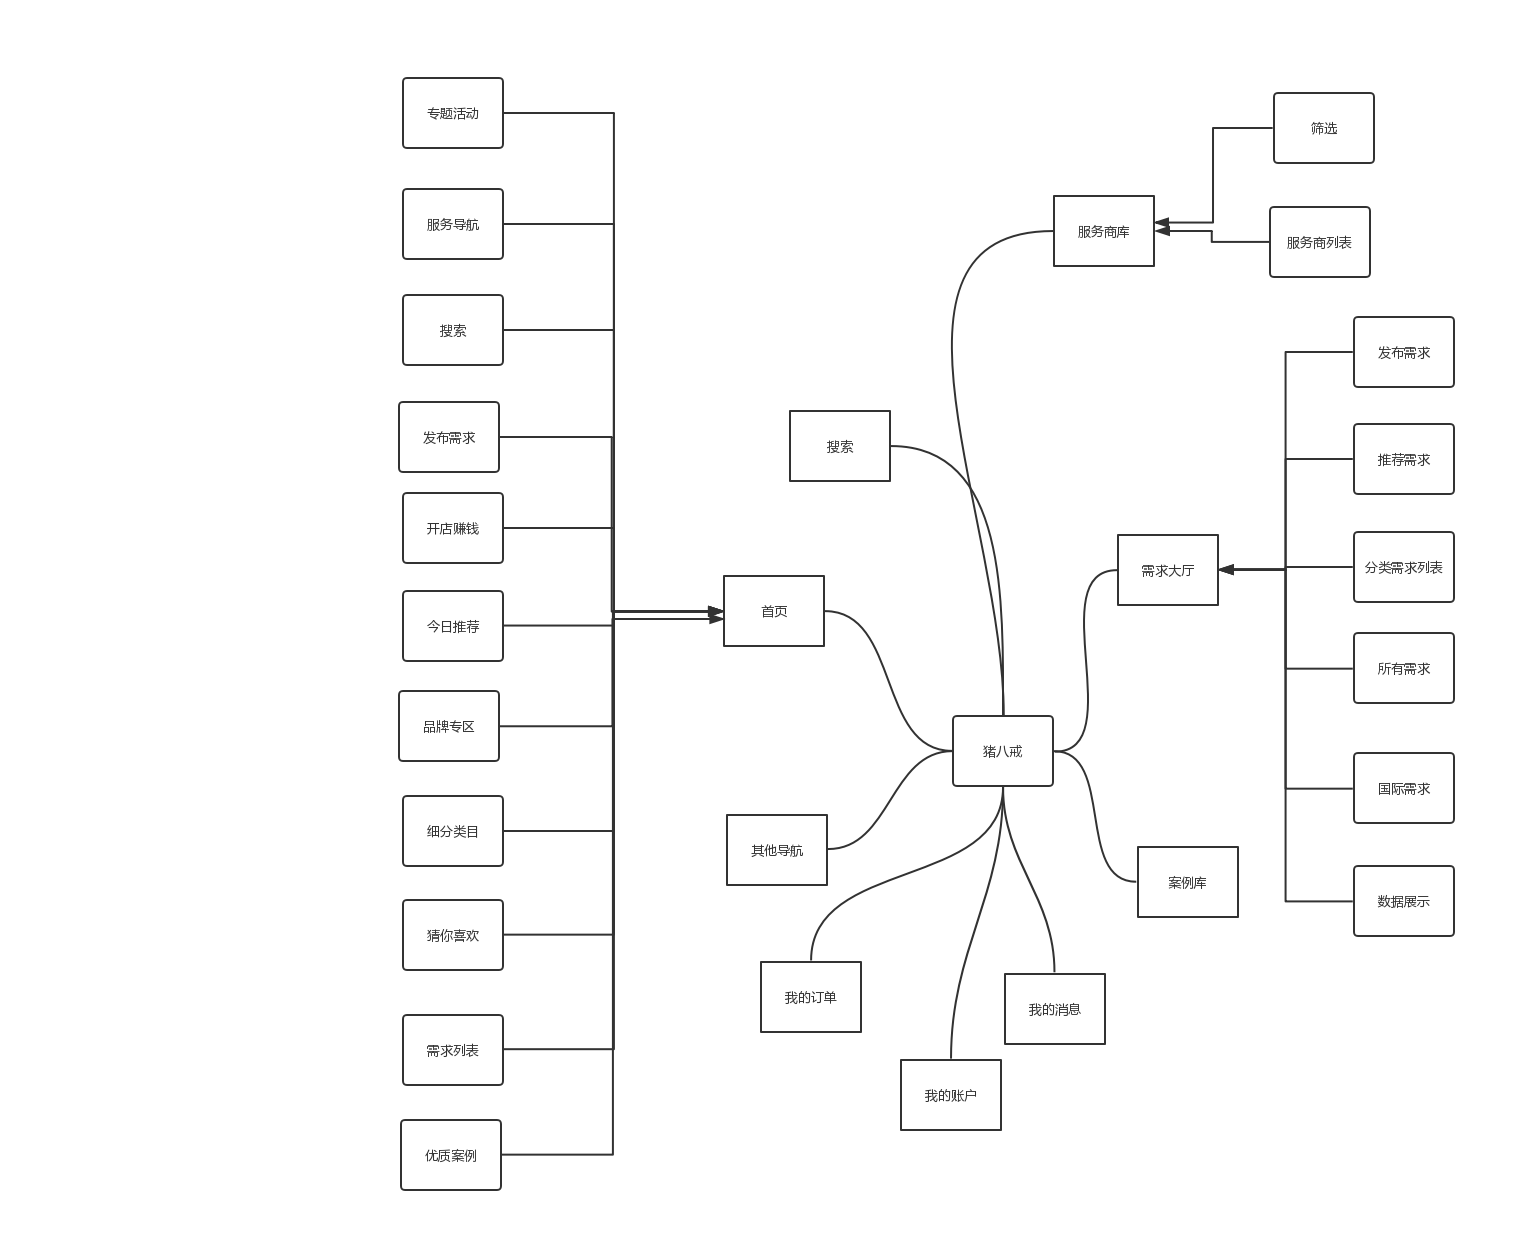 专题活动
服务导航
搜索
发布需求
开店赚钱
今日推荐
品牌专区
细分类目
猜你喜欢
需求列表
优质案例
首页
搜索
其他导航
我的订单
我的账户
我的消息
猪八戒
服务商库
筛选
服务商列表
需求大厅
发布需求
推荐需求
分类需求列表
所有需求
国际需求
数据展示
案例库